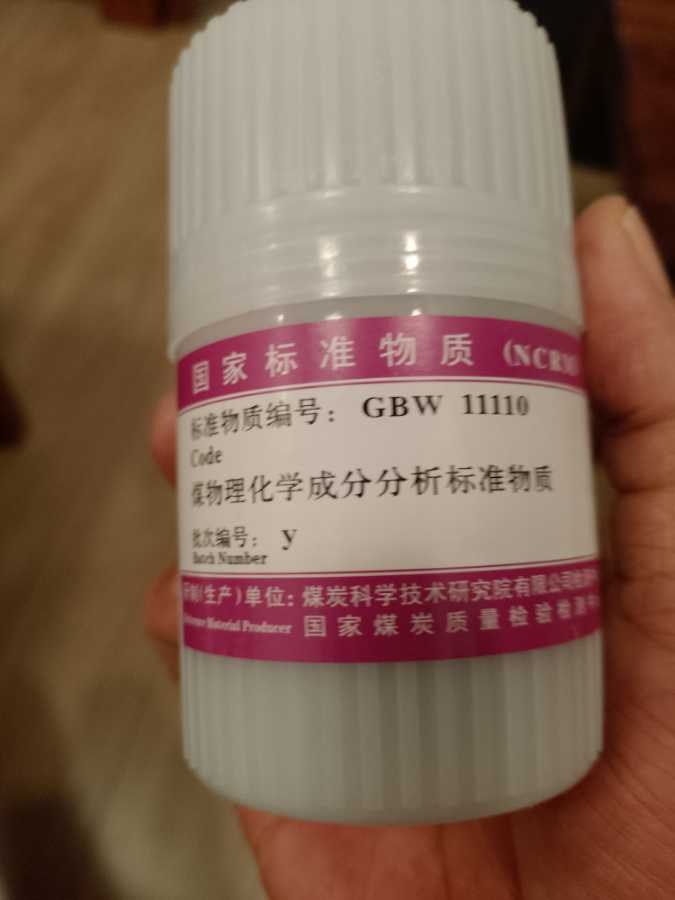 国家标准物质 (NCRM
标准物质编号： GBW 11110
Code
煤物理化学成分分析标准物质
批次编号： y
Batch Number
研制(生产)单位：煤炭科学技术研究院有限公司
Material Producer 国家煤炭质量检验检测中